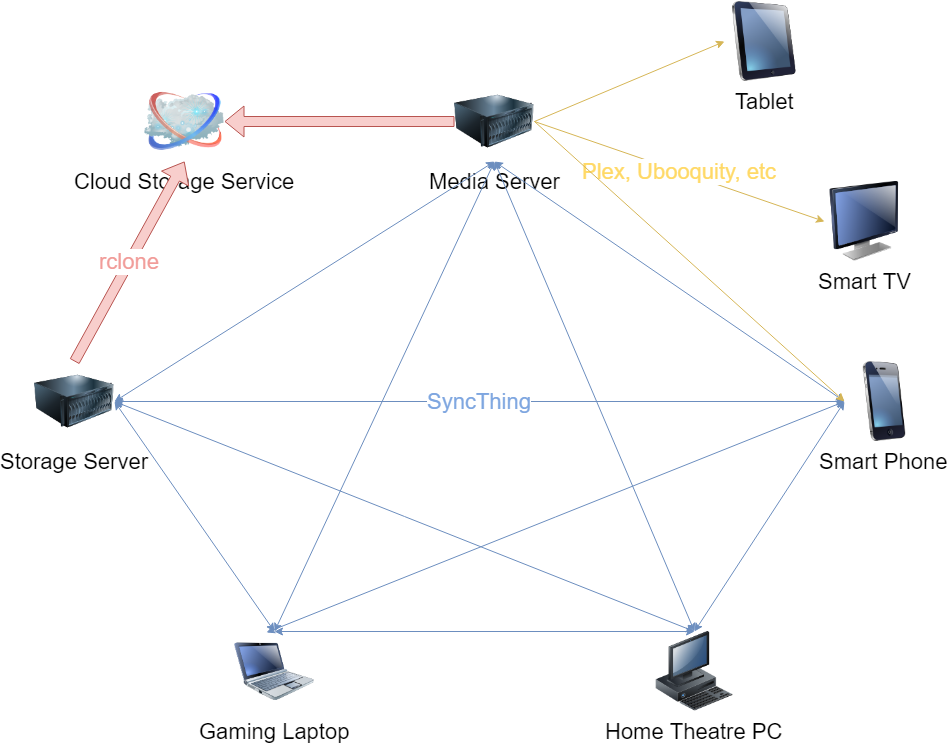 Tablet
Cloud Storage Service
Media Server
Plex, Ubooquity, etc
rclone
Smart TV
SyncThing
Storage Server
Smart Phone
Gaming Laptop
Home Theatre PC